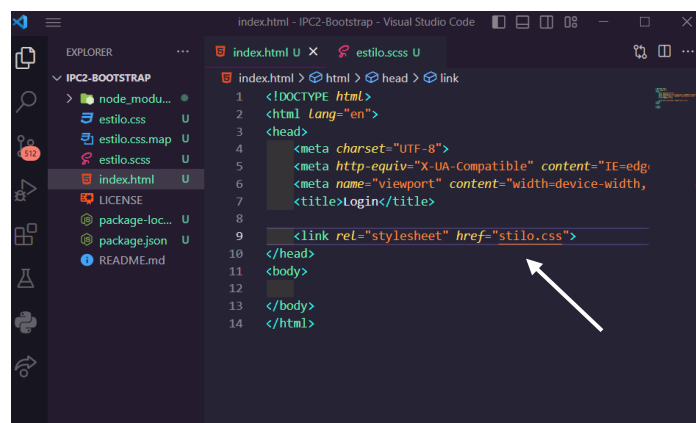 index.html - IPC2-Bootstrap - Visual Studio Code
EXPLORER
index.html U
estilo.scss U
IPC2-BOOTSTRAP
index.html > html > head > link
node_modu...
estilo.css U
estilo.css.map U
estilo.scss U
index.html U
LICENSE
package-loc... U
package.json U
README.md
512
1 <!DOCTYPE html>
2 <html lang="en">
3 <head>
4 <meta charset="UTF-8">
5 <meta http-equiv="X-UA-Compatible" content="IE=edg
6 <meta name="viewport" content="width=device-width,
7 <title>Login</title>
8
9 <link rel="stylesheet" href="stilo.css">
10 </head>
11 <body>
12
13 </body>
14 </html>